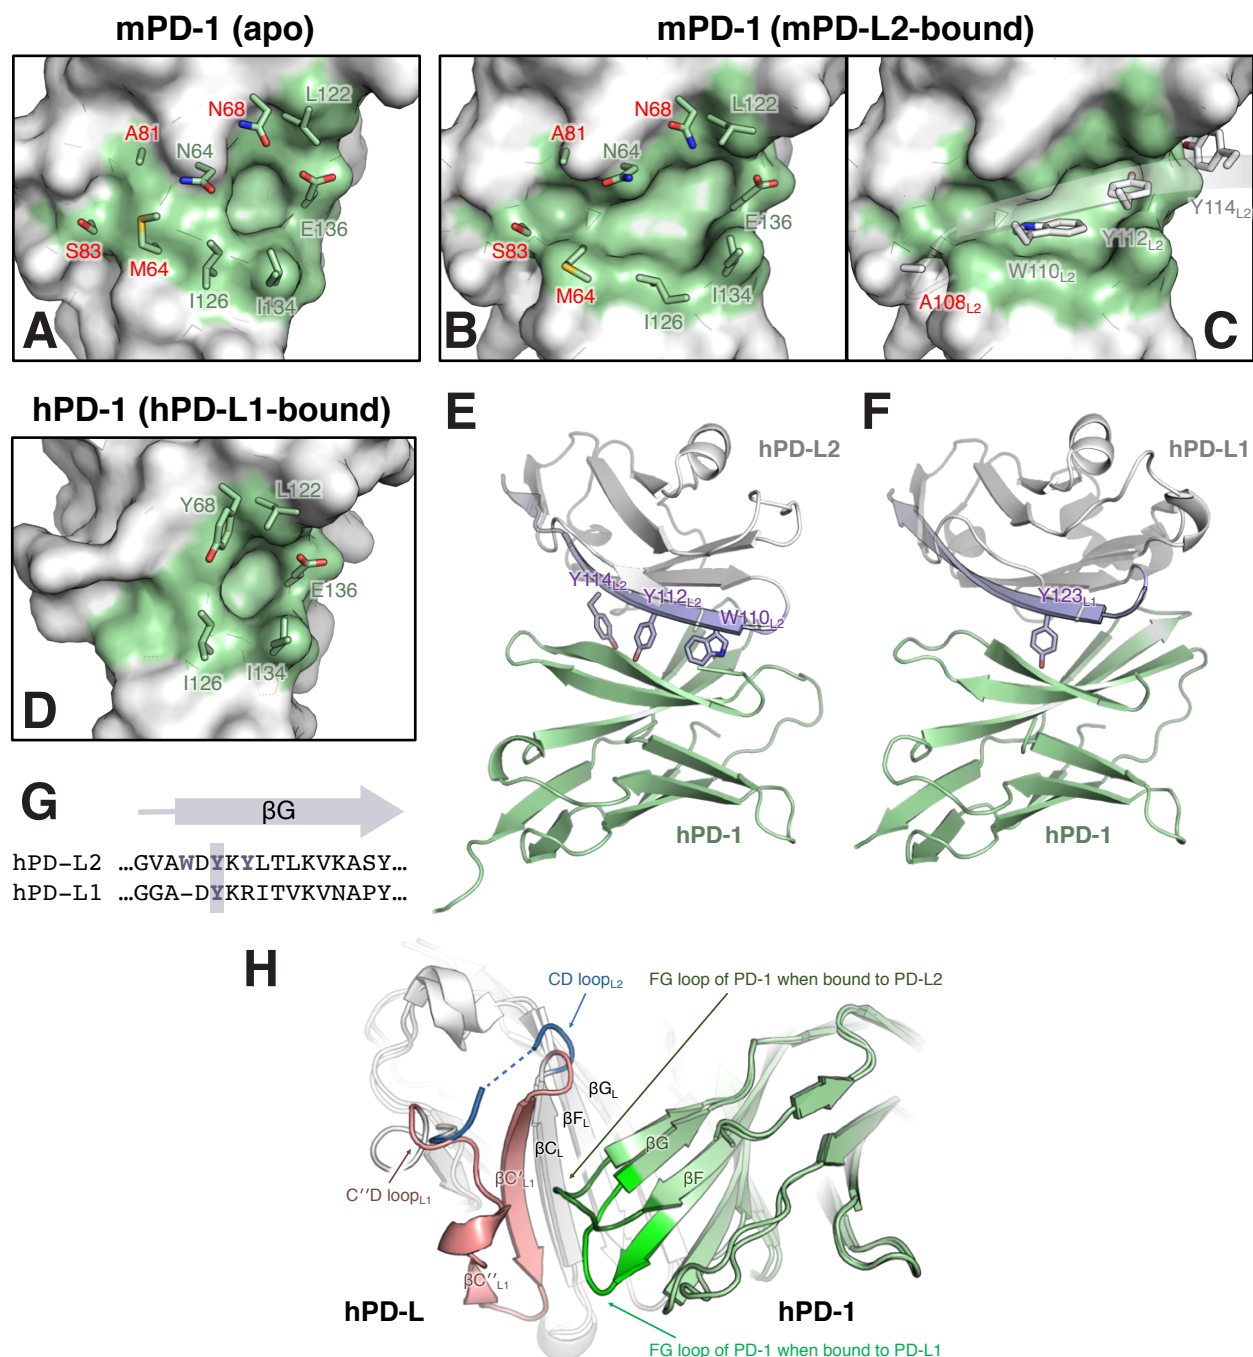 mPD-1 (apo)
mPD-1 (mPD-L2-bound)
L122
N68
A81
N64
E136
S83
M64
I126
I134
A
N68
L122
A81
N64
E136
S83
M64
I134
I126
B
Y114L2
Y112L2
W110L2
A108L2
C
hPD-1 (hPD-L1-bound)
Y68
L122
E136
I126
I134
D
E
hPD-L2
Y114L2
Y112L2
W110L2
hPD-1
F
hPD-L1
Y123L1
hPD-1
G
βG
hPD-L2 …GVAWDYKYLTLKVKASY…
hPD-L1 …GGA-DYKRITVKVNAPY…
H
CD loopL2
FG loop of PD-1 when bound to PD-L2
βGL
βFL
βCL
βG
βF
βC′L1
C′′D loopL1
βC′′L1
hPD-L
hPD-1
FG loop of PD-1 when bound to PD-L1